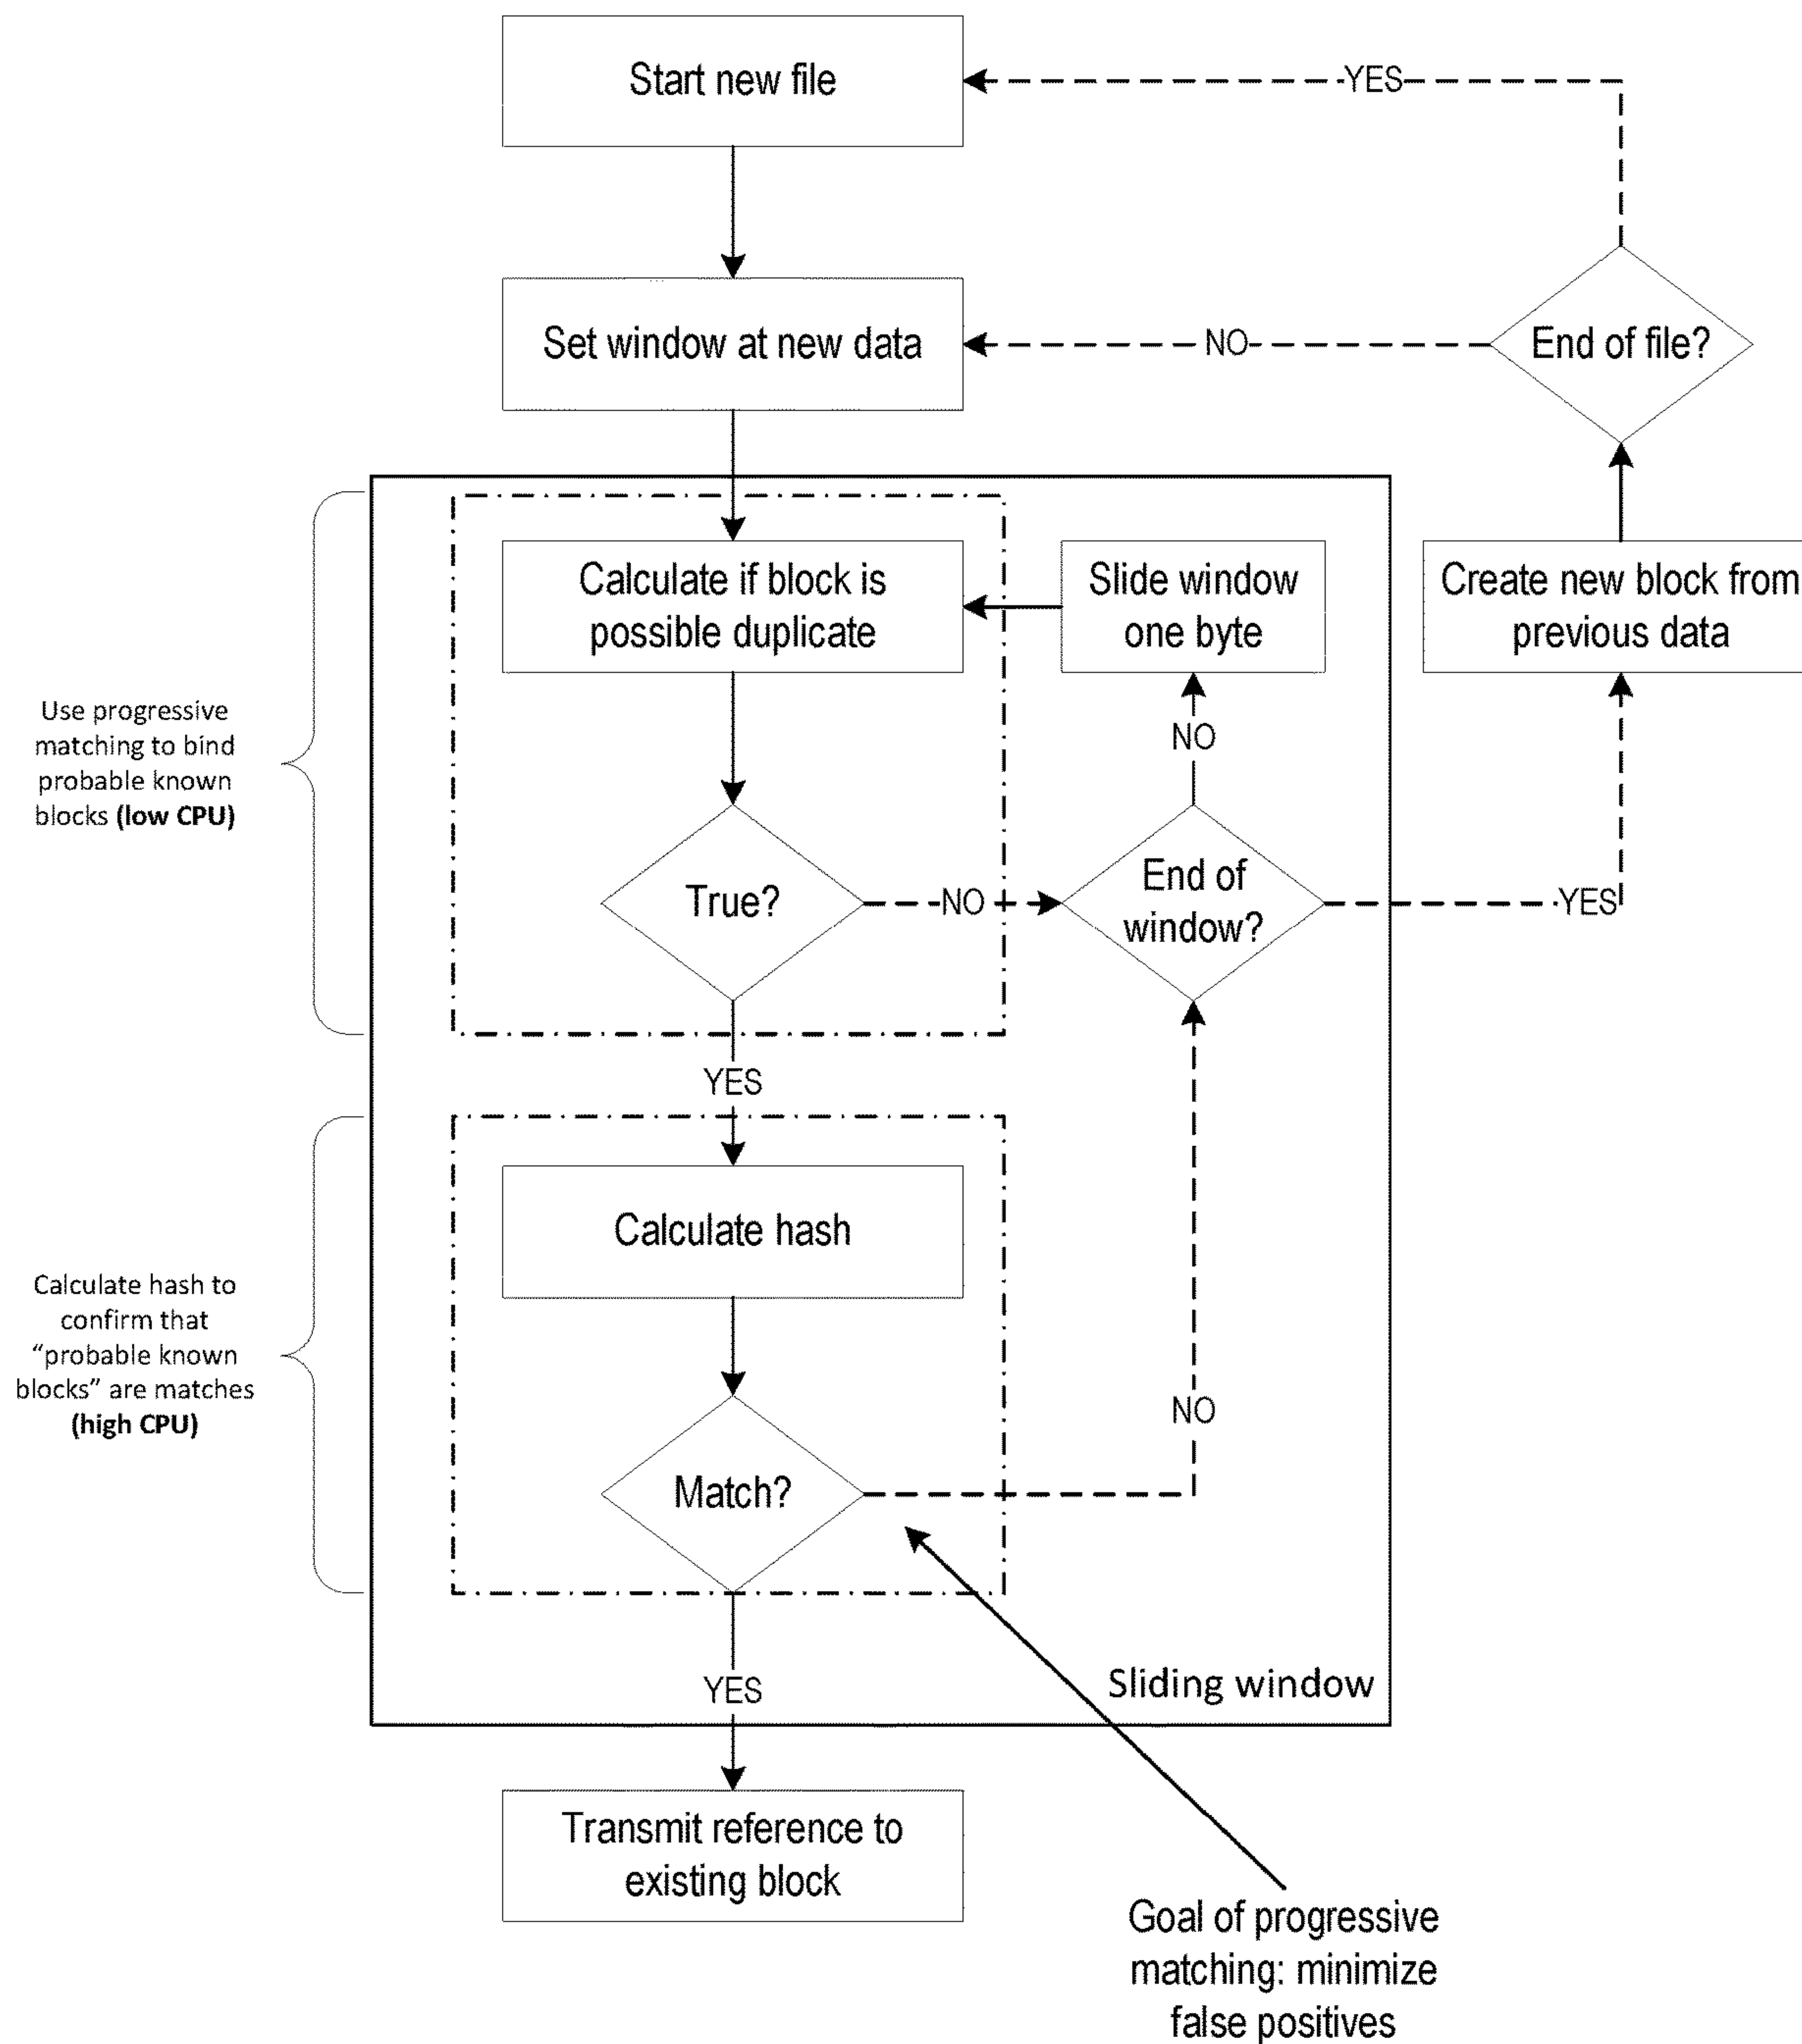 Start new file
YES
Set window at new data
NO
End of file?
Calculate if block is
possible duplicate
Slide window
one byte
Create new block from
previous data
Use progressive
matching to bind
probable known
blocks (low CPU)
NO
True?
NO
End of
window?
YES
YES
Calculate hash
Calculate hash to
confirm that
“probable known
blocks” are matches
(high CPU)
Match?
NO
YES
Sliding window
Transmit reference to
existing block
Goal of progressive
matching: minimize
false positives